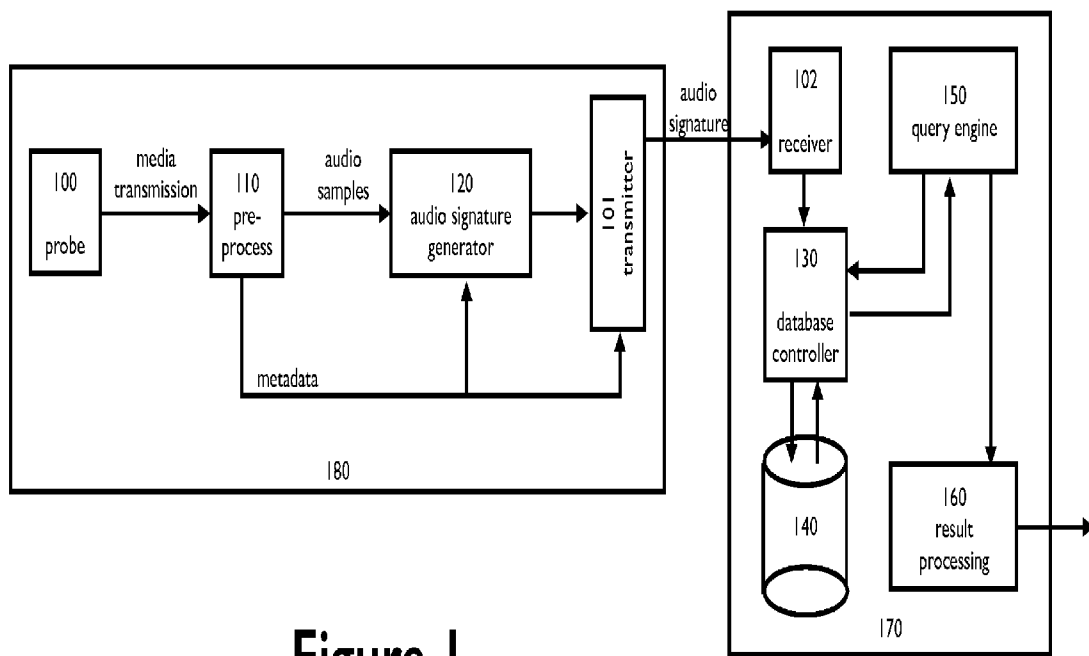 100
probe
media
transmission
110
pre-
process
audio
samples
120
audio signature
generator
101
transmitter
metadata
180
audio
signature
102
receiver
150
query engine
130
database
controller
140
160
result
processing
170
Figure 1